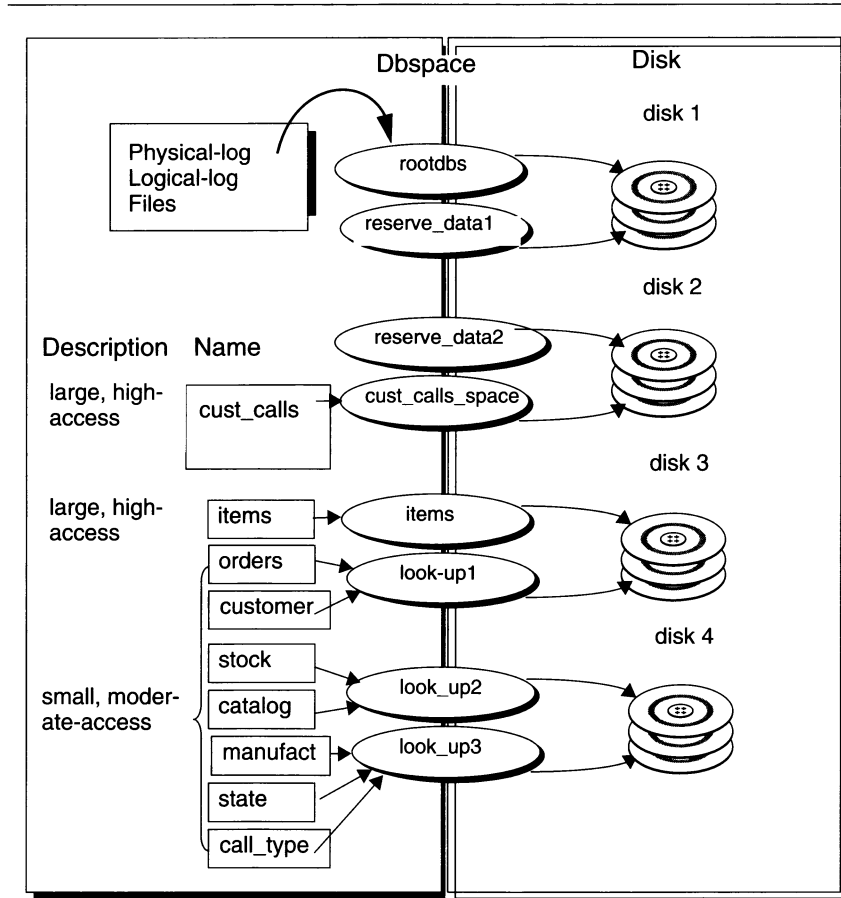 Dbspace
Disk
disk 1
Physical-log
Logical-log
Files
rootdbs
reserve_data1
disk 2
reserve_data2
Description
Name
large, high-
access
cust_calls
cust_calls_space
disk 3
large, high-
access
items
items
orders
look-up1
customer
disk 4
small, moder-
ate-access
stock
look_up2
catalog
manufact
look_up3
state
call_type